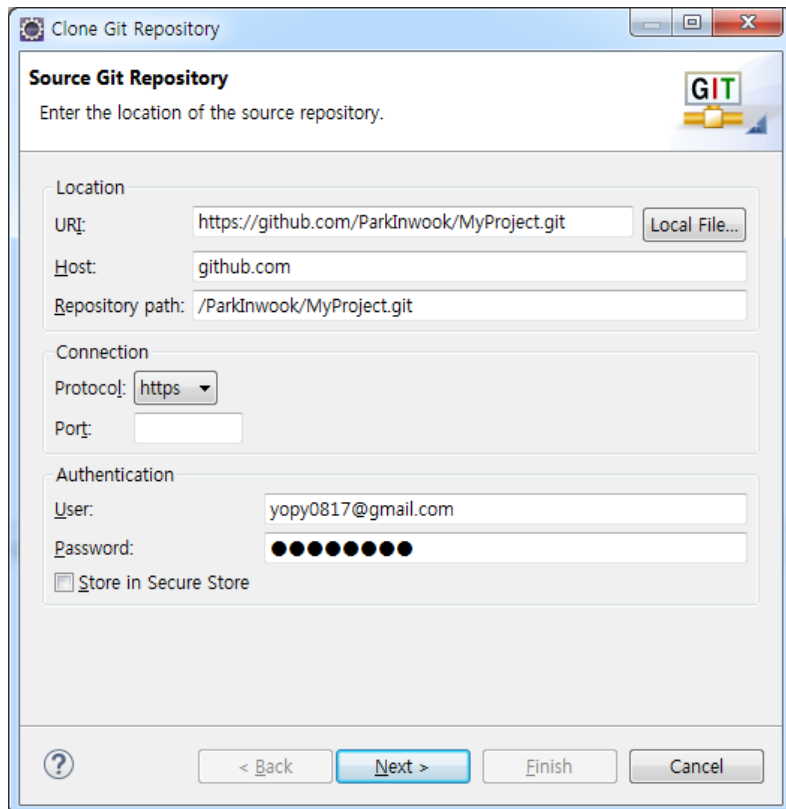 Clone Git Repository
Source Git Repository
Enter the location of the source repository.
GIT
Location
URI: https://github.com/ParkInwook/MyProject.git Local File...
Host: github.com
Repository path: /ParkInwook/MyProject.git
Connection
Protocol: https
Port:
Authentication
User: yopy0817@gmail.com
Password: ●●●●●●●●
Store in Secure Store
? < Back Next > Finish Cancel